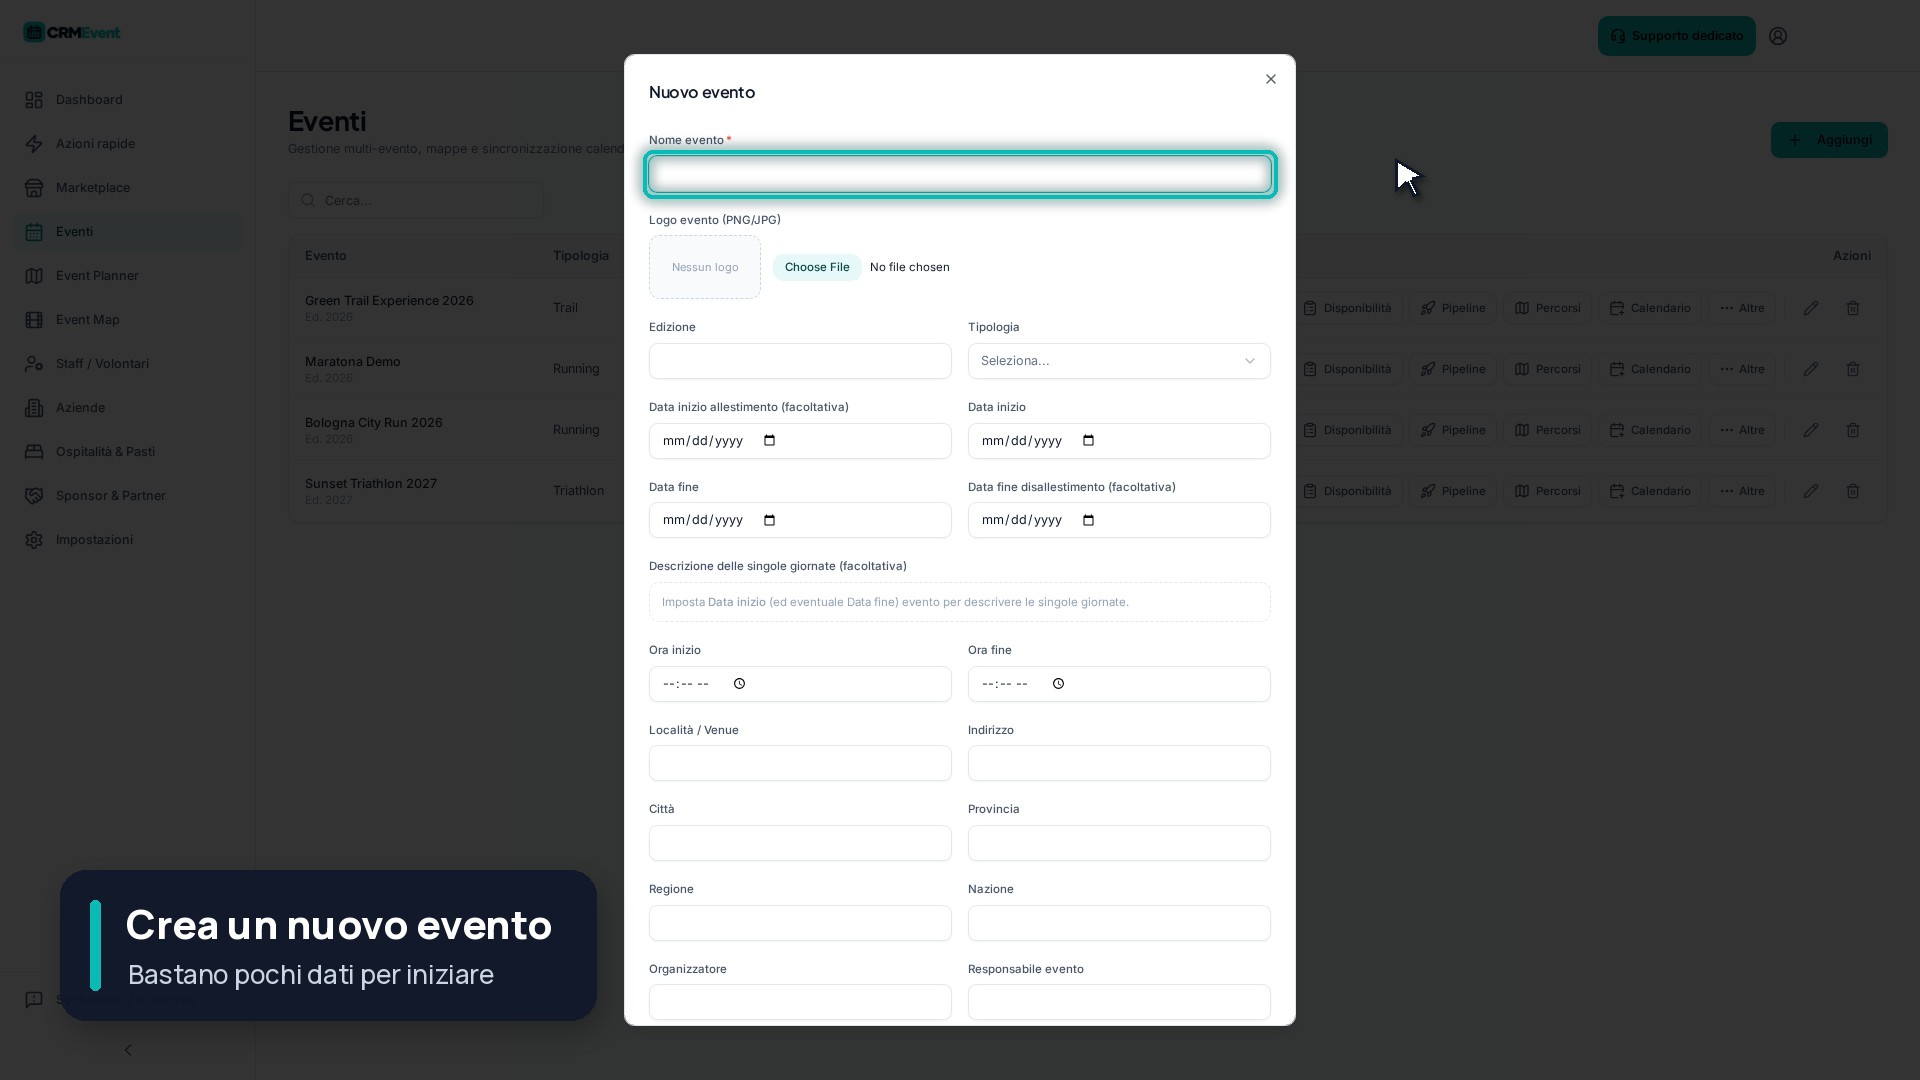 CRMEvent
Supporto dedicato
Dashboard
Azioni rapide
Marketplace
Eventi
Event Planner
Event Map
Staff / Volontari
Aziende
Ospitalità & Pasti
Sponsor & Partner
Impostazioni
Eventi
Gestione multi-evento, mappe e sincronizzazione calend
Aggiungi
Cerca...
Evento Tipologia Azioni
Green Trail Experience 2026 Trail Disponibilità Pipeline Percorsi Calendario Altre
Ed. 2026
Maratona Demo Running Disponibilità Pipeline Percorsi Calendario Altre
Ed. 2026
Bologna City Run 2026 Running Disponibilità Pipeline Percorsi Calendario Altre
Ed. 2026
Sunset Triathlon 2027 Triathlon Disponibilità Pipeline Percorsi Calendario Altre
Ed. 2027
Nuovo evento
Nome evento *
Logo evento (PNG/JPG)
Nessun logo Choose File No file chosen
Edizione Tipologia
Seleziona...
Data inizio allestimento (facoltativa) Data inizio
mm/dd/yyyy mm/dd/yyyy
Data fine Data fine disallestimento (facoltativa)
mm/dd/yyyy mm/dd/yyyy
Descrizione delle singole giornate (facoltativa)
Imposta Data inizio (ed eventuale Data fine) evento per descrivere le singole giornate.
Ora inizio Ora fine
--:-- -- --:-- --
Località / Venue Indirizzo
Città Provincia
Regione Nazione
Organizzatore Responsabile evento
Crea un nuovo evento
Bastano pochi dati per iniziare